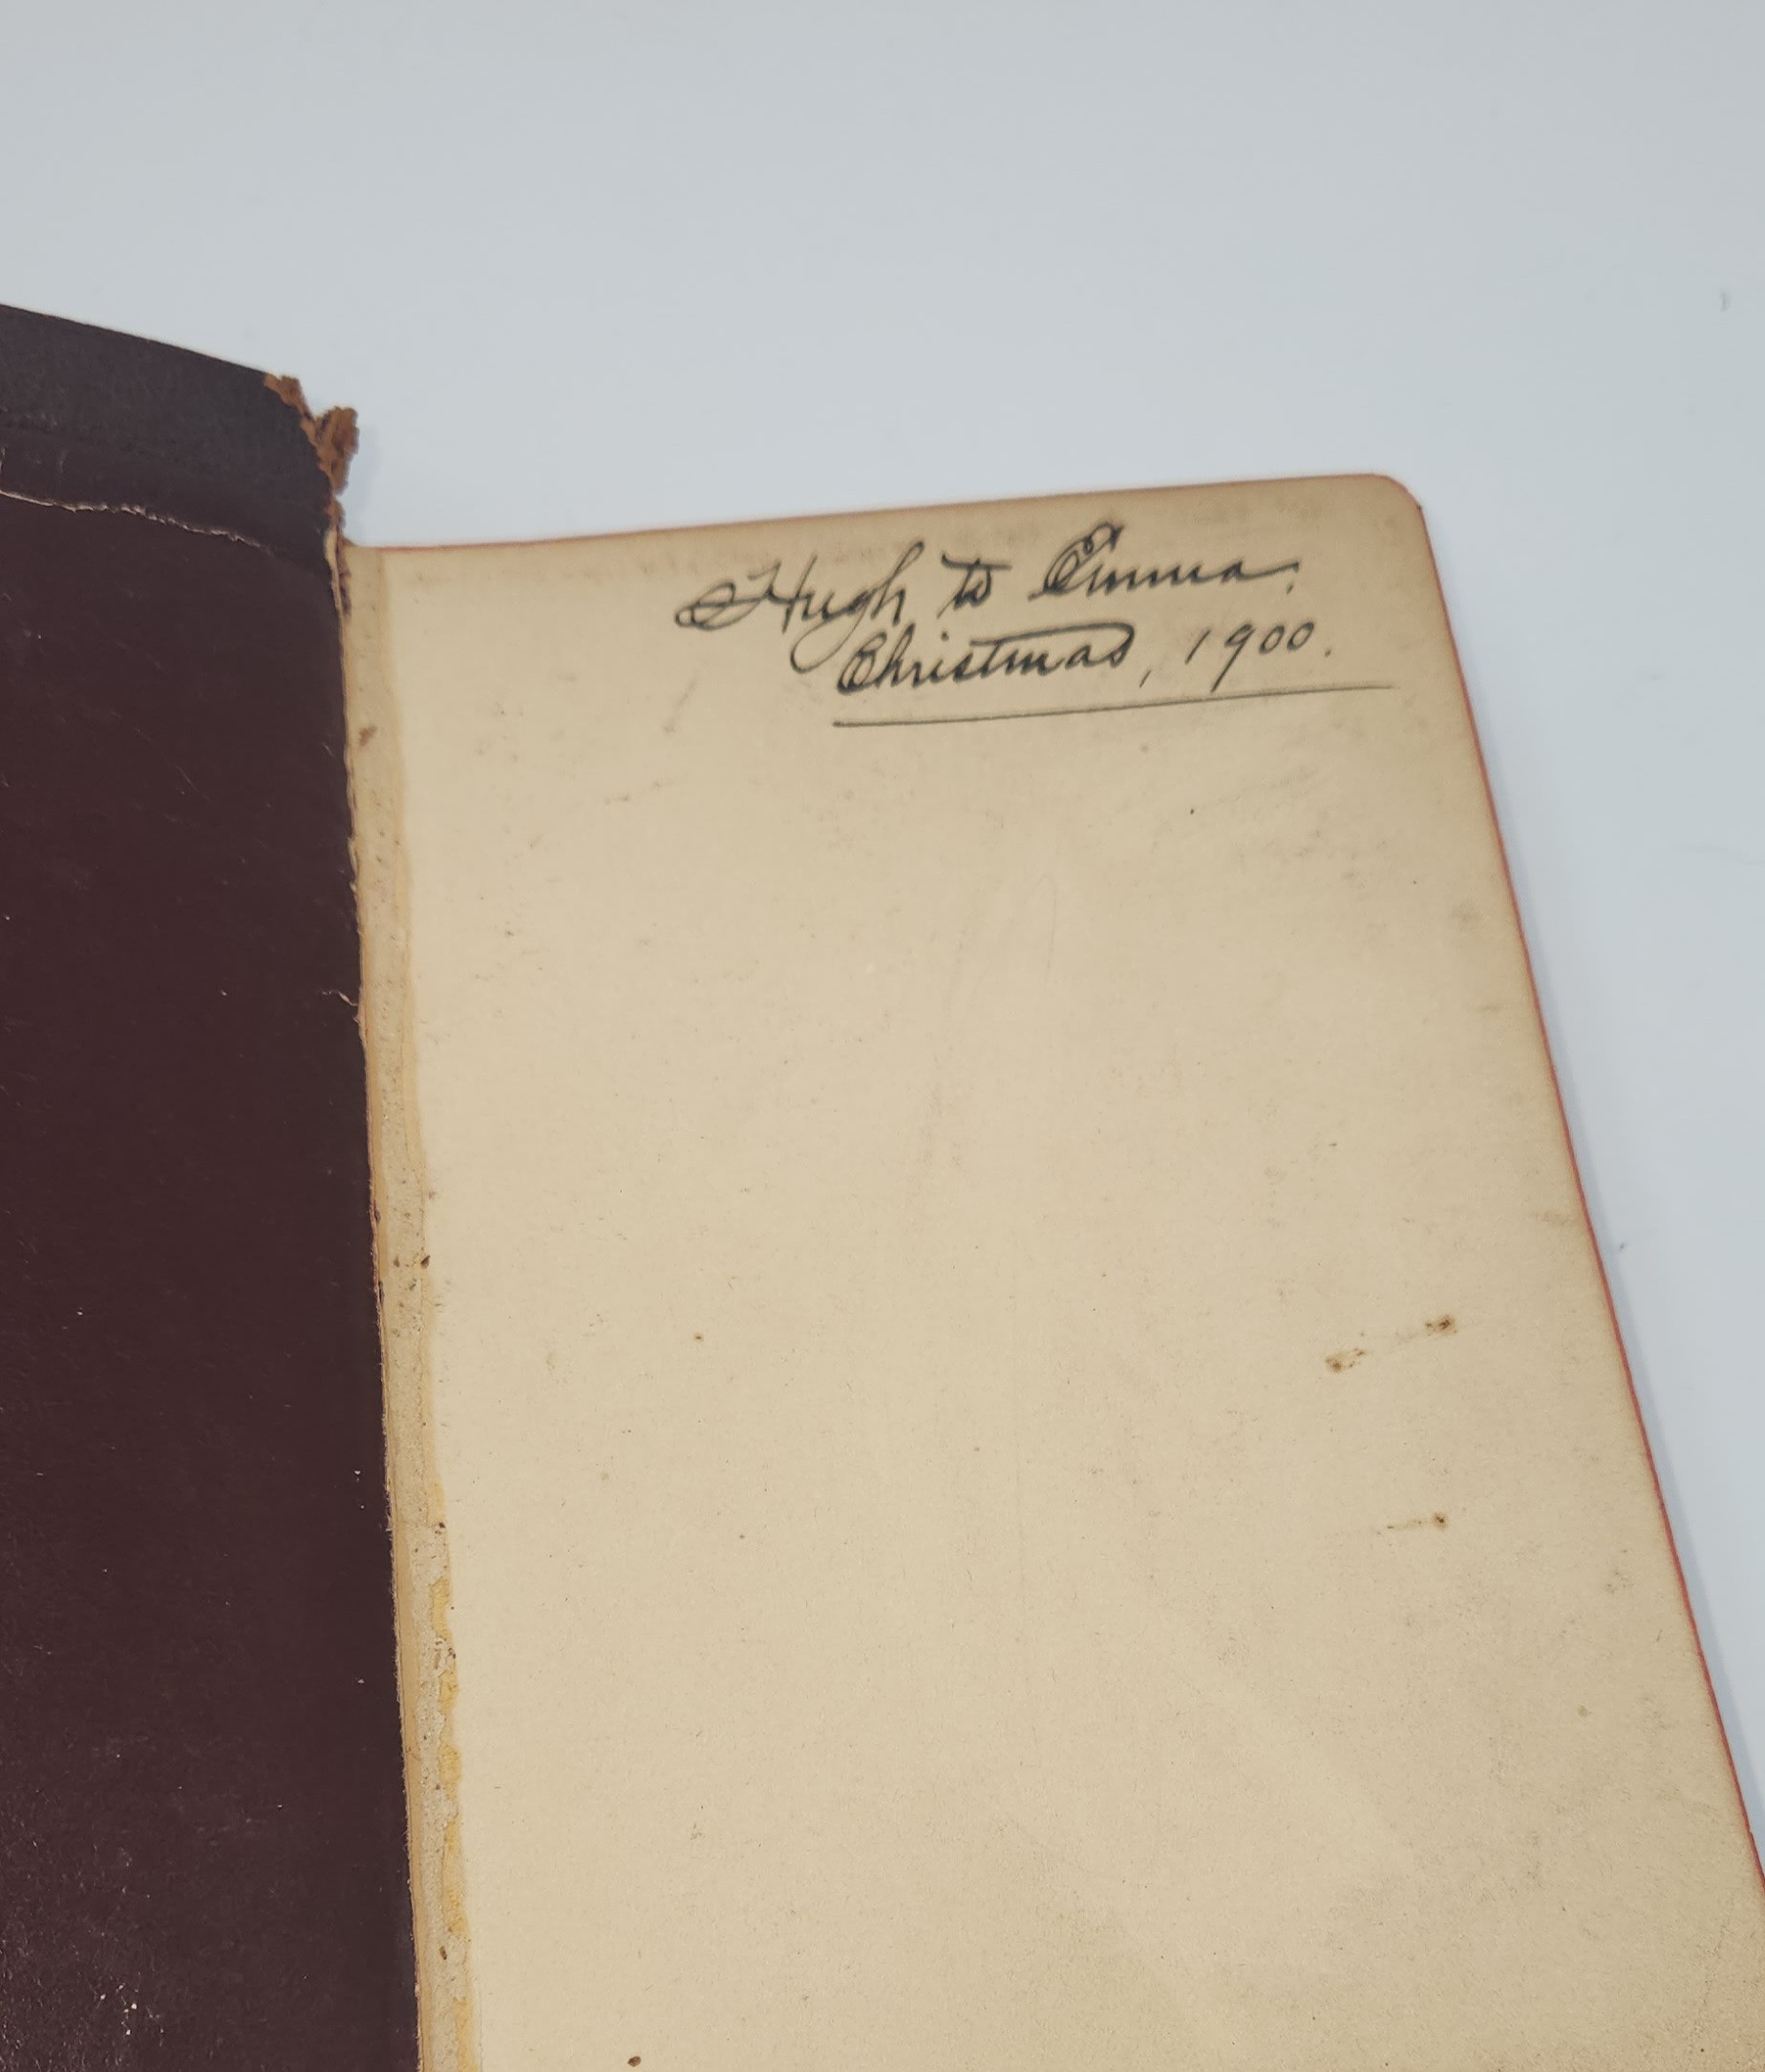 Hugh to Emma.
Christmas, 1900.